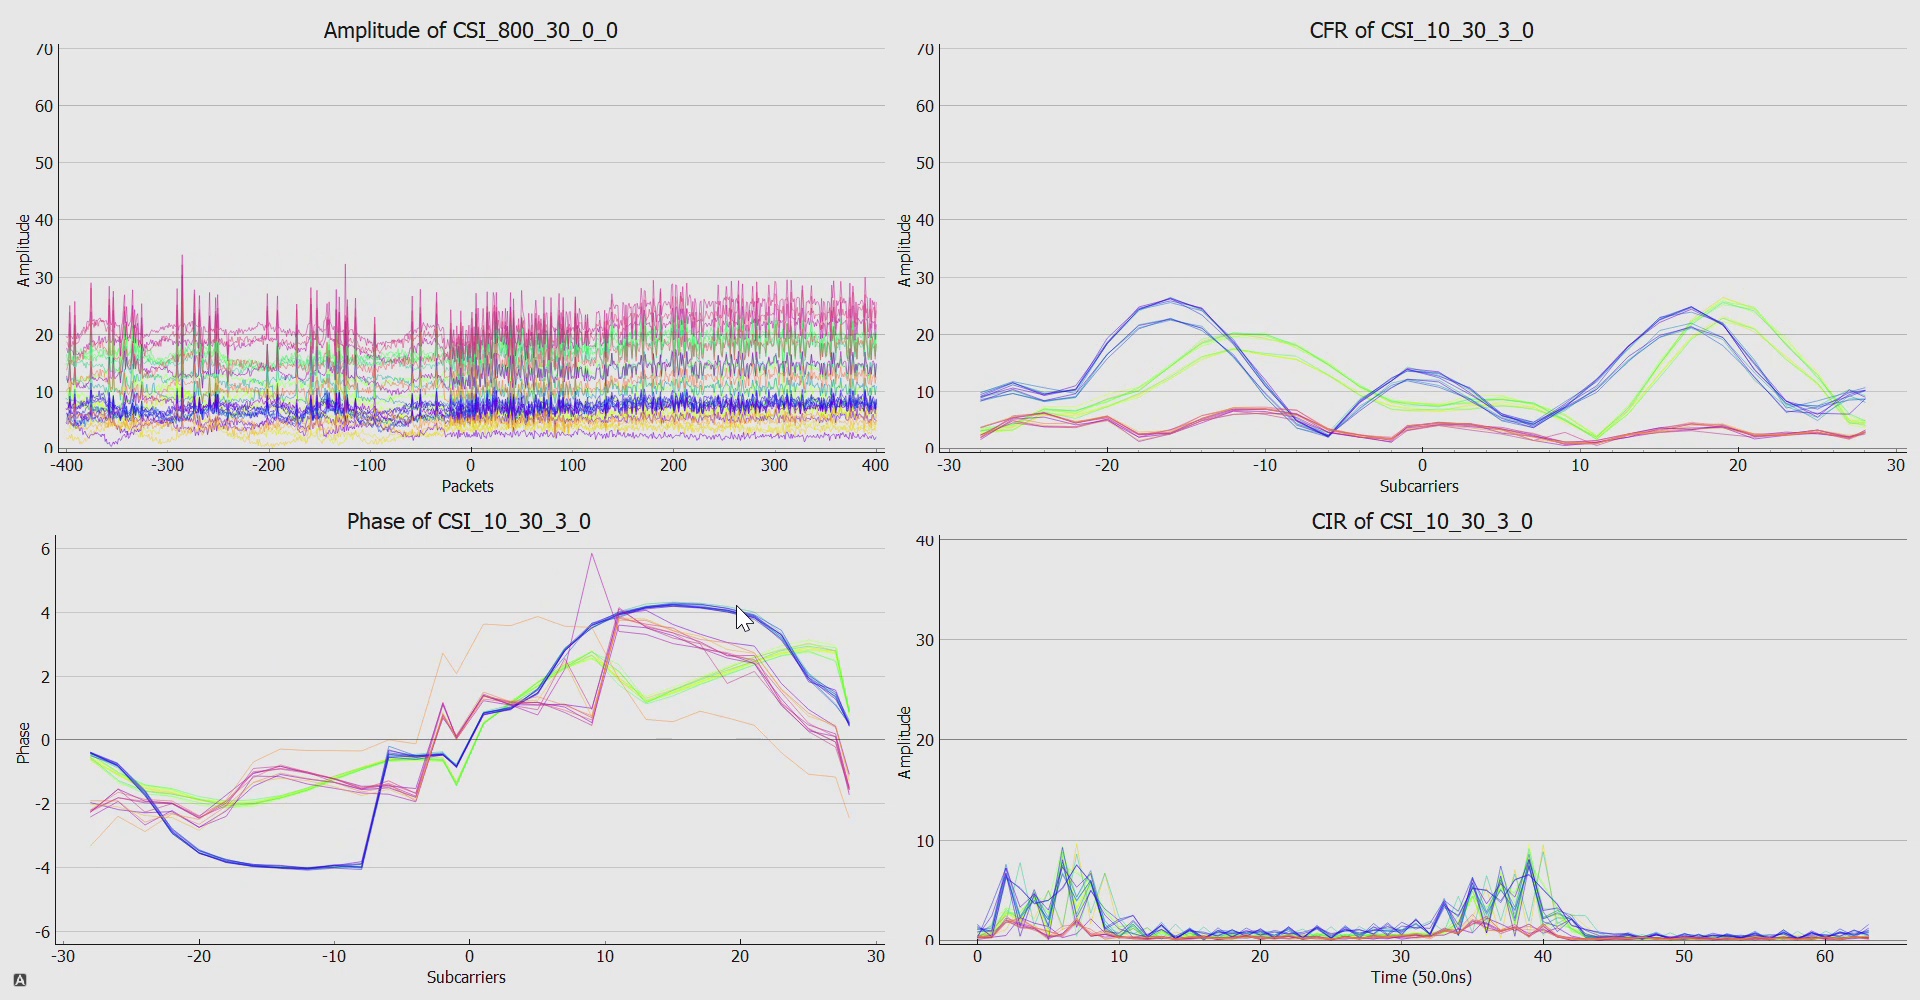 Amplitude of CSI_800_30_0_0
70
60
50
40
30
20
10
0
Amplitude
-400 -300 -200 -100 0 100 200 300 400
Packets
CFR of CSI_10_30_3_0
70
60
50
40
30
20
10
0
Amplitude
-30 -20 -10 0 10 20 30
Subcarriers
Phase of CSI_10_30_3_0
6
4
2
0
-2
-4
-6
Phase
-30 -20 -10 0 10 20 30
Subcarriers
A
CIR of CSI_10_30_3_0
40
30
20
10
0
Amplitude
0 10 20 30 40 50 60
Time (50.0ns)